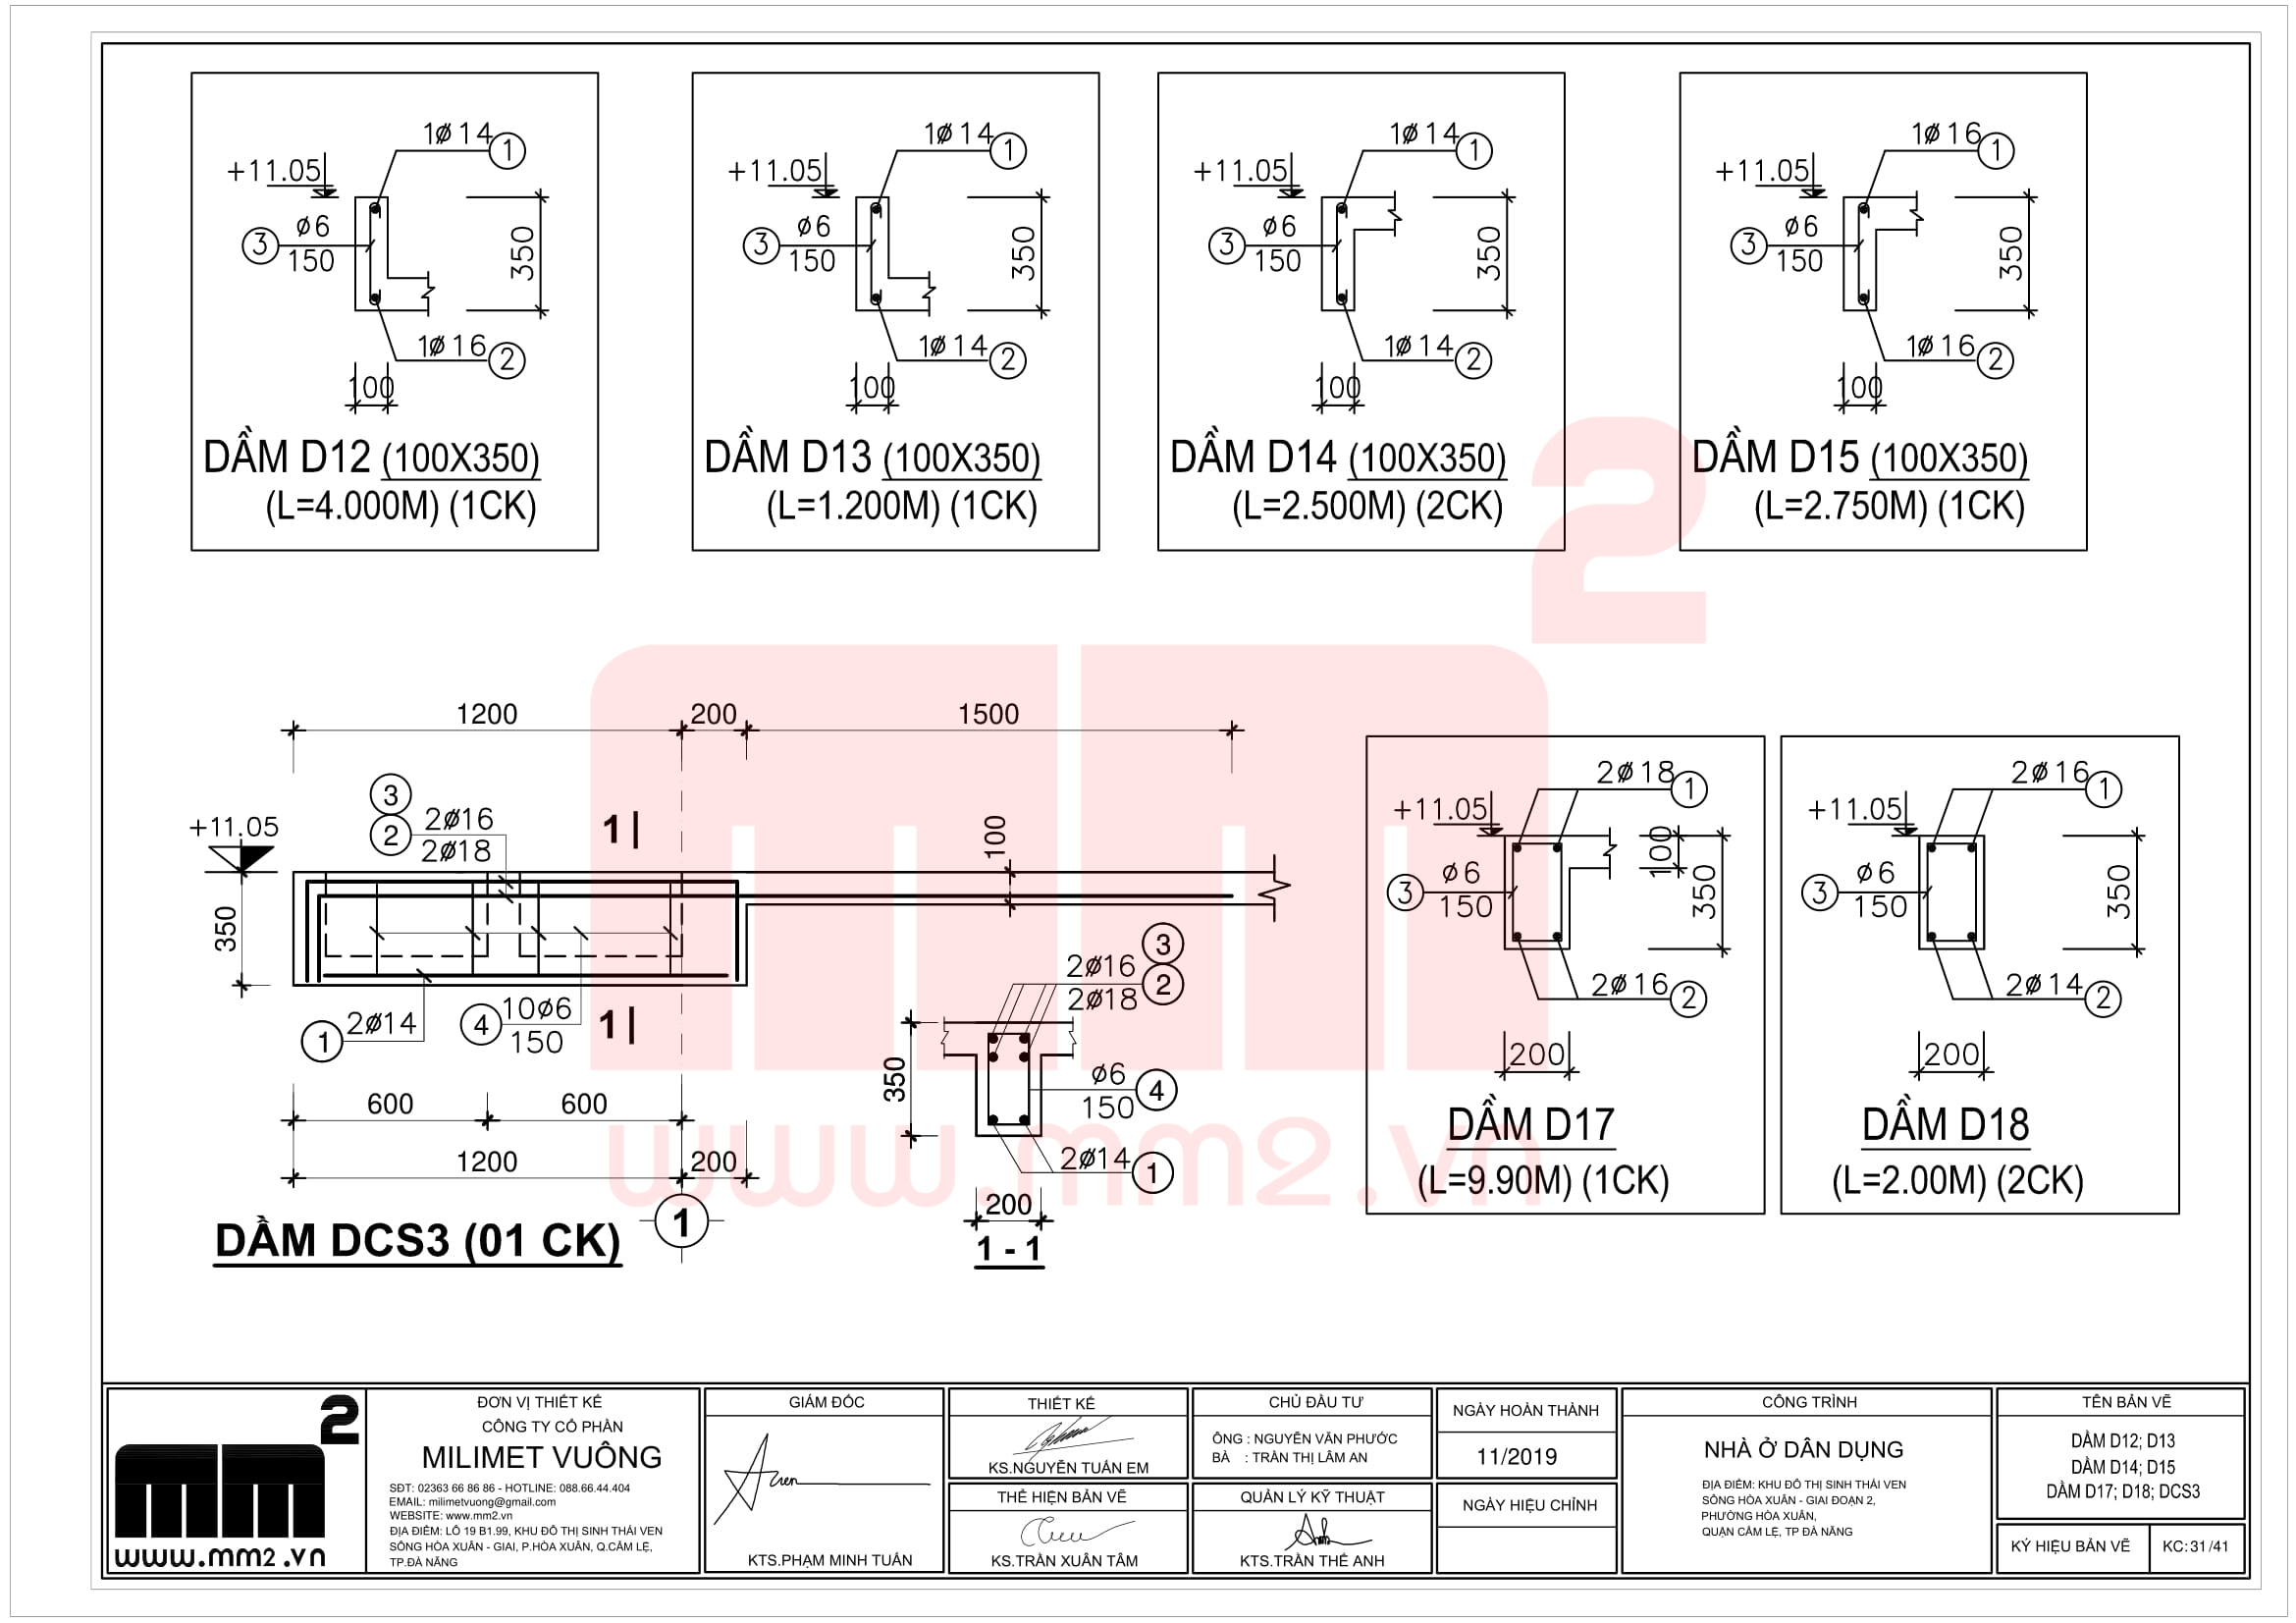 1ø14 1
+11.05
3 ø6
150
350
1ø16 2
100
DẦM D12 (100X350)
(L=4.000M) (1CK)
1ø14 1
+11.05
3 ø6
150
350
1ø14 2
100
DẦM D13 (100X350)
(L=1.200M) (1CK)
1ø14 1
+11.05
3 ø6
150
350
1ø14 2
100
DẦM D14 (100X350)
(L=2.500M) (2CK)
1ø16 1
+11.05
3 ø6
150
350
1ø16 2
100
DẦM D15 (100X350)
(L=2.750M) (1CK)
1200 200 1500
3
2 2ø16
2ø18
1
+11.05
100
350
1 2ø14
4 10ø6
150
1
600 600
1200 200
1
DẦM DCS3 (01 CK)
3
2ø16
2
2ø18
350
ø6
150 4
2ø14 1
200
1 - 1
2ø18 1
+11.05
100
3 ø6
150
350
2ø16 2
200
DẦM D17
(L=9.90M) (1CK)
2ø16 1
+11.05
3 ø6
150
350
2ø14 2
200
DẦM D18
(L=2.00M) (2CK)
mm2
www.mm2.vn
mm2
www.mm2.vn
ĐƠN VỊ THIẾT KẾ
CÔNG TY CỔ PHẦN
MILIMET VUÔNG
SĐT: 02363 66 86 86 - HOTLINE: 088.66.44.404
EMAIL: milimetvuong@gmail.com
WEBSITE: www.mm2.vn
ĐỊA ĐIỂM: LÔ 19 B1.99, KHU ĐÔ THỊ SINH THÁI VEN
SÔNG HÒA XUÂN - GIAI, P.HÒA XUÂN, Q.CẨM LỆ,
TP.ĐÀ NẴNG
GIÁM ĐỐC
KTS.PHẠM MINH TUẤN
THIẾT KẾ
KS.NGUYỄN TUẤN EM
THỂ HIỆN BẢN VẼ
KS.TRẦN XUÂN TÂM
CHỦ ĐẦU TƯ
ÔNG : NGUYỄN VĂN PHƯỚC
BÀ : TRẦN THỊ LÂM AN
QUẢN LÝ KỸ THUẬT
KTS.TRẦN THẾ ANH
NGÀY HOÀN THÀNH
11/2019
NGÀY HIỆU CHỈNH
CÔNG TRÌNH
NHÀ Ở DÂN DỤNG
ĐỊA ĐIỂM: KHU ĐÔ THỊ SINH THÁI VEN
SÔNG HÒA XUÂN - GIAI ĐOẠN 2,
PHƯỜNG HÒA XUÂN,
QUẬN CẨM LỆ, TP ĐÀ NẴNG
TÊN BẢN VẼ
DẦM D12; D13
DẦM D14; D15
DẦM D17; D18; DCS3
KÝ HIỆU BẢN VẼ
KC: 31/41